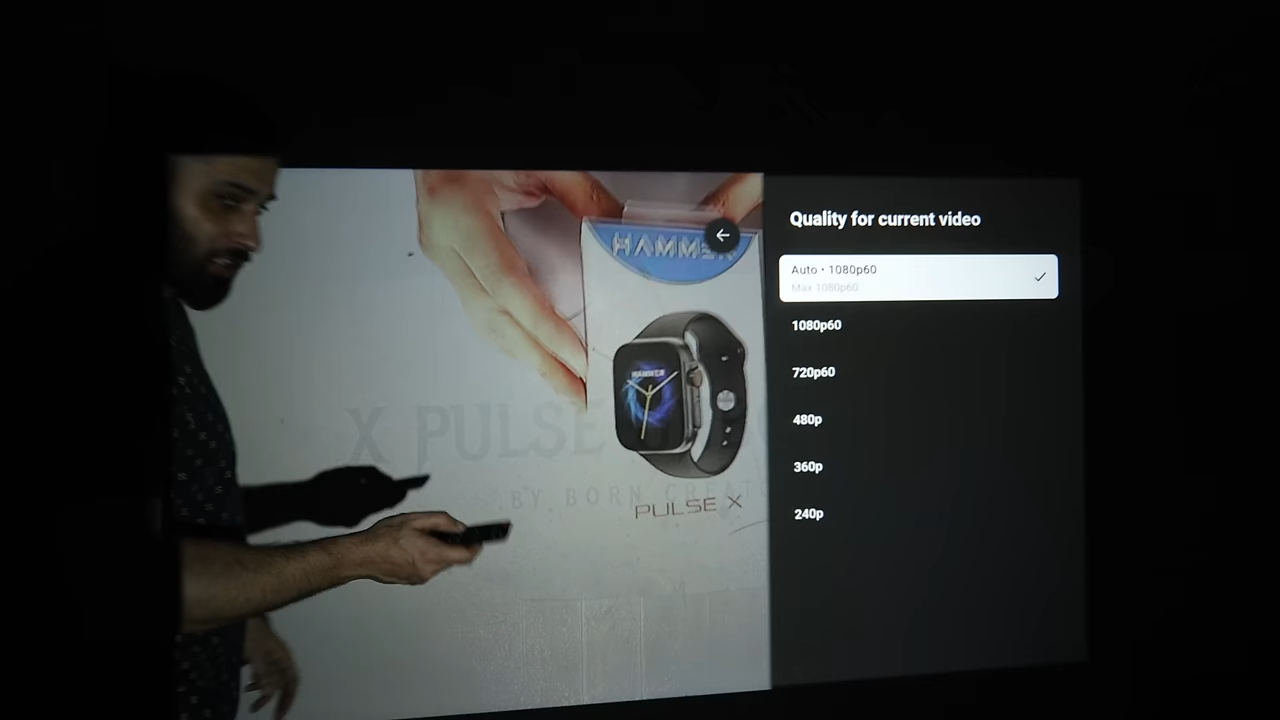 HAMMER
HAMMER
X PULSE
BY BORN CREAT
PULSE X
Quality for current video
Auto • 1080p60
Max 1080p60
1080p60
720p60
480p
360p
240p